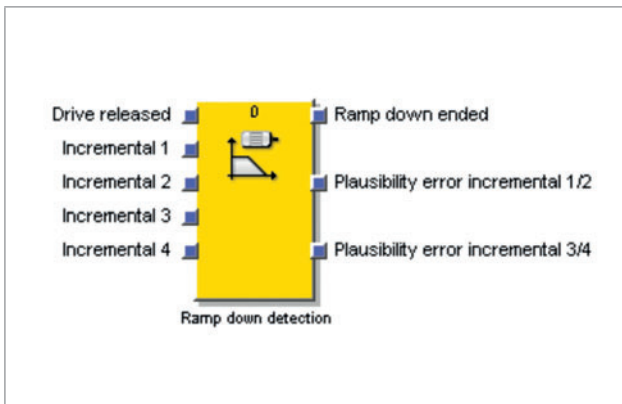 0
Drive released
Incremental 1
Incremental 2
Incremental 3
Incremental 4
Ramp down ended
Plausibility error incremental 1/2
Plausibility error incremental 3/4
Ramp down detection